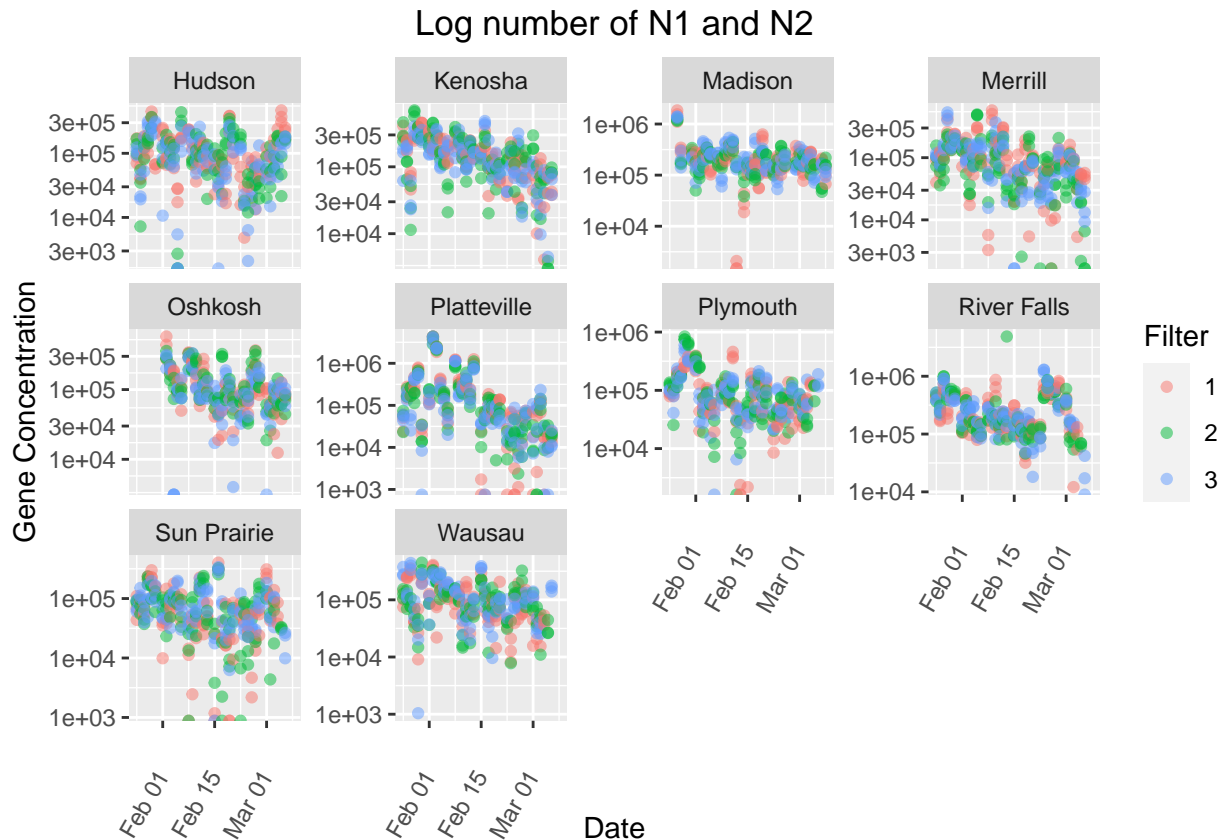 Log number of N1 and N2
Hudson
Kenosha
Madison
Merrill
3e+05
1e+05
3e+04
1e+04
3e+03
3e+05
1e+05
3e+04
1e+04
1e+06
1e+05
1e+04
3e+05
1e+05
3e+04
1e+04
3e+03
Oshkosh
Platteville
Plymouth
River Falls
3e+05
1e+05
3e+04
1e+04
1e+06
1e+05
1e+04
1e+03
1e+06
1e+05
1e+04
1e+06
1e+05
1e+04
Feb 01
Feb 15
Mar 01
Feb 01
Feb 15
Mar 01
Sun Prairie
Wausau
1e+05
1e+04
1e+03
1e+05
1e+04
1e+03
Feb 01
Feb 15
Mar 01
Feb 01
Feb 15
Mar 01
Gene Concentration
Date
Filter
1
2
3